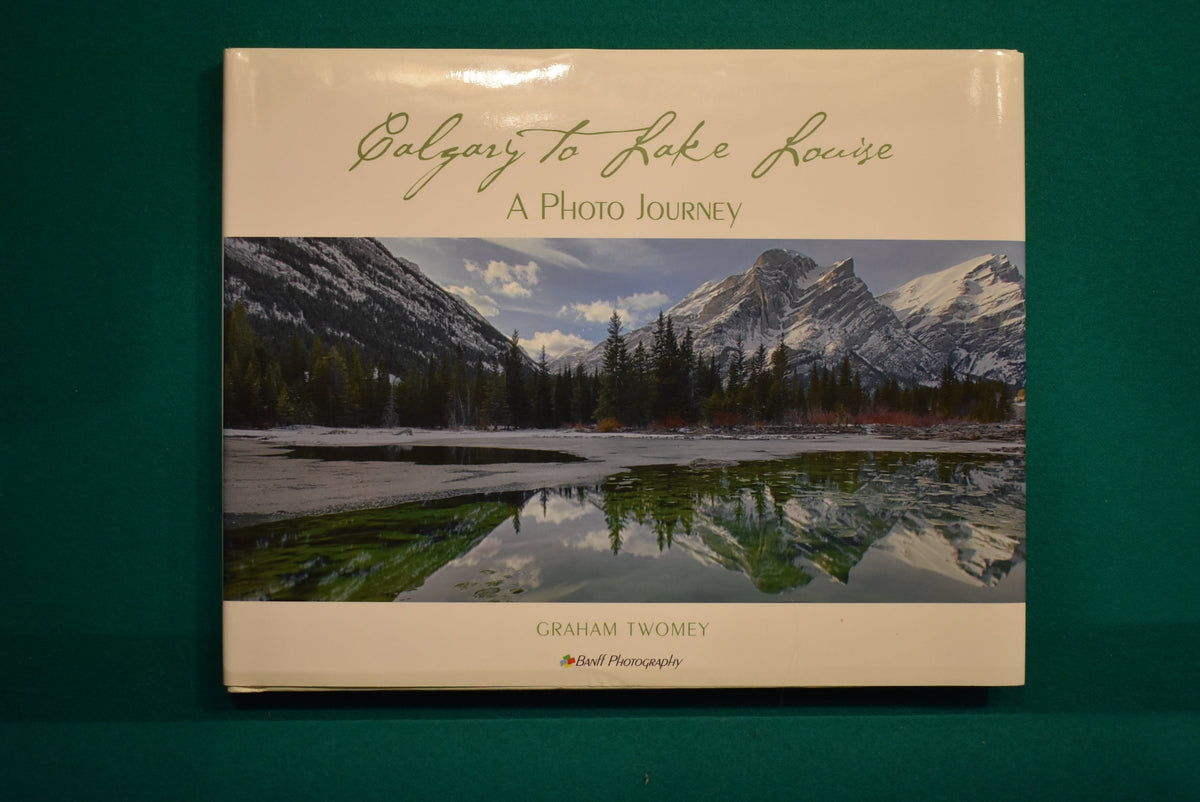 Calgary to Lake Louise
A Photo Journey
GRAHAM TWOMEY
Banff Photography